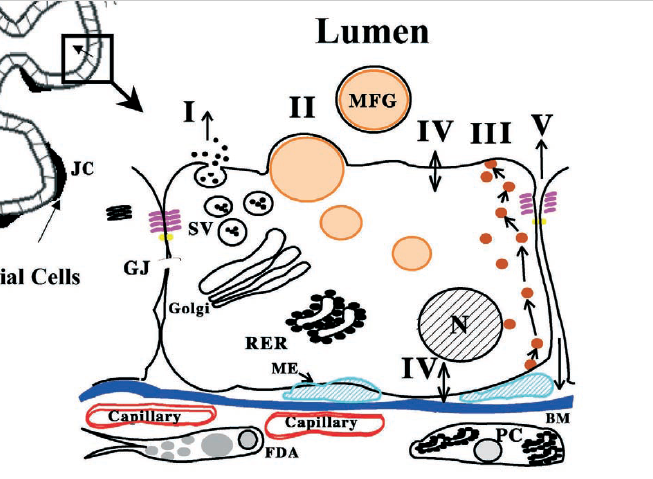 Lumen
MFG
I
II
IV
III
V
JC
SV
GJ
ial Cells
Golgi
RER
N
ME
IV
Capillary
Capillary
BM
PC
FDA